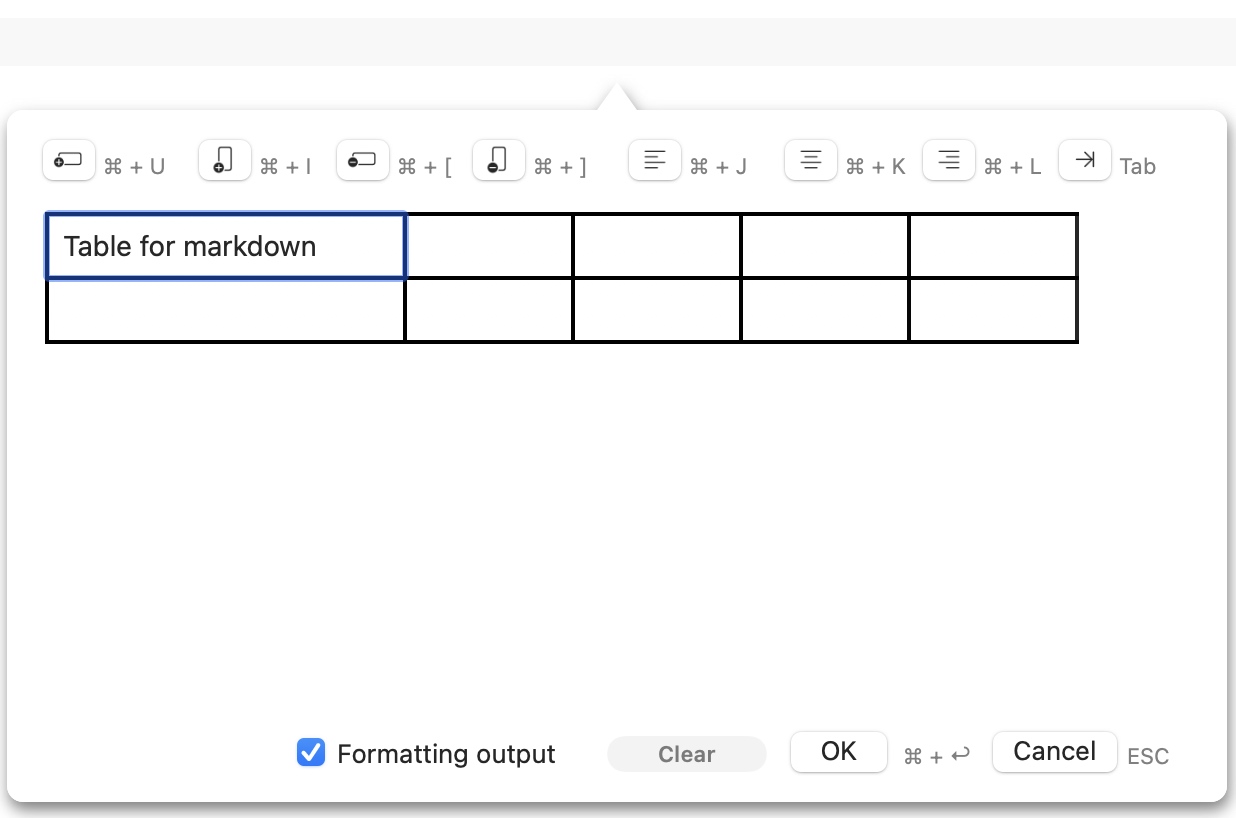 ⌘ + U ⌘ + I ⌘ + [ ⌘ + ] ⌘ + J ⌘ + K ⌘ + L Tab
Table for markdown
Formatting output Clear OK ⌘ + ↩ Cancel ESC